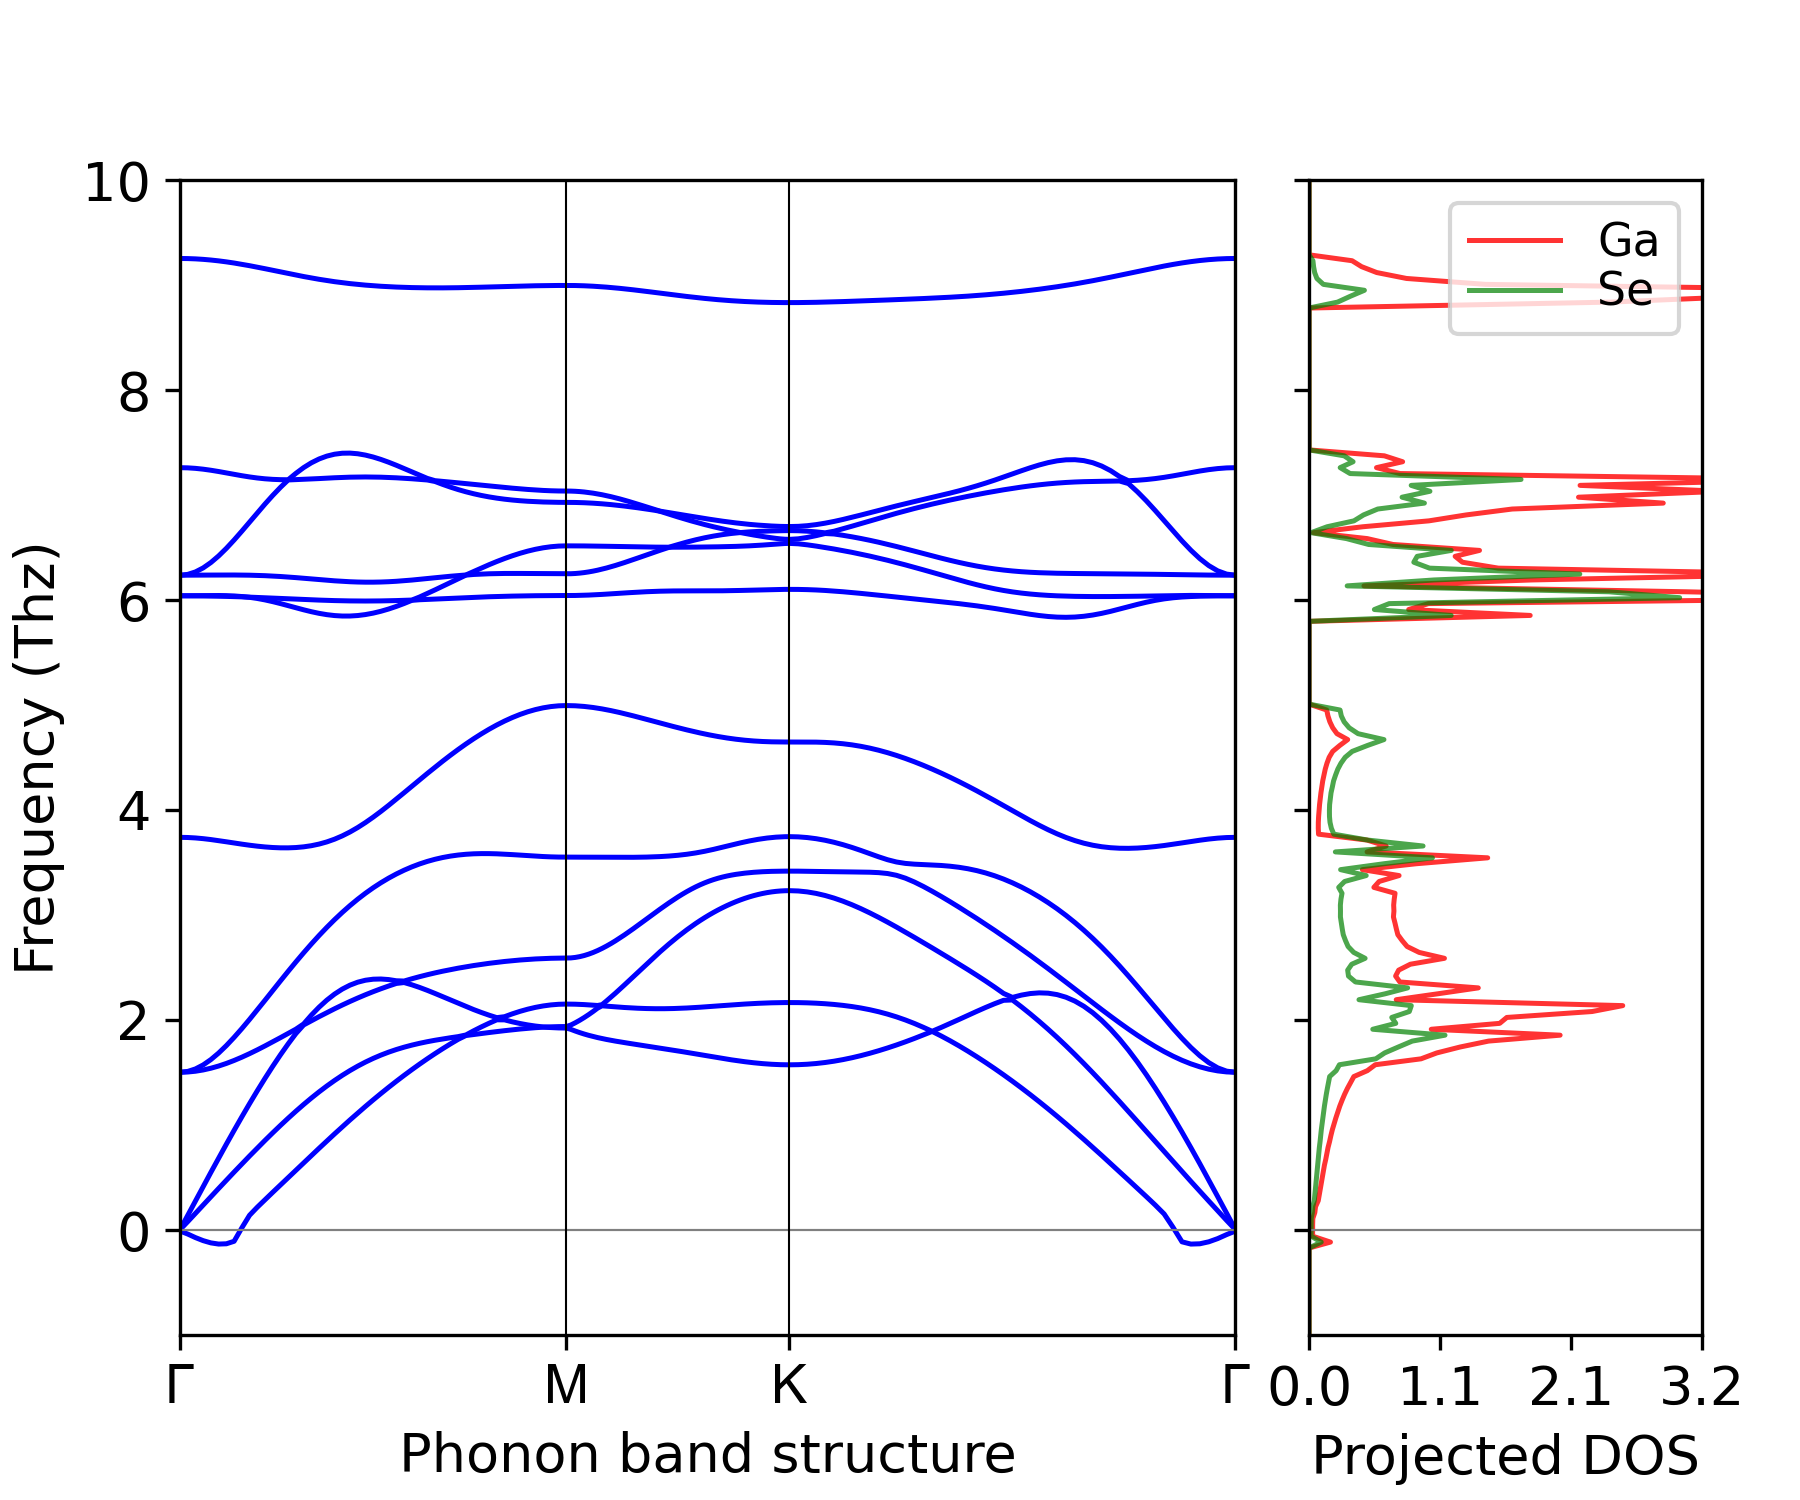 10
8
6
4
2
0
Frequency (Thz)
Γ M K Γ
Phonon band structure
Ga
Se
0.0 1.1 2.1 3.2
Projected DOS